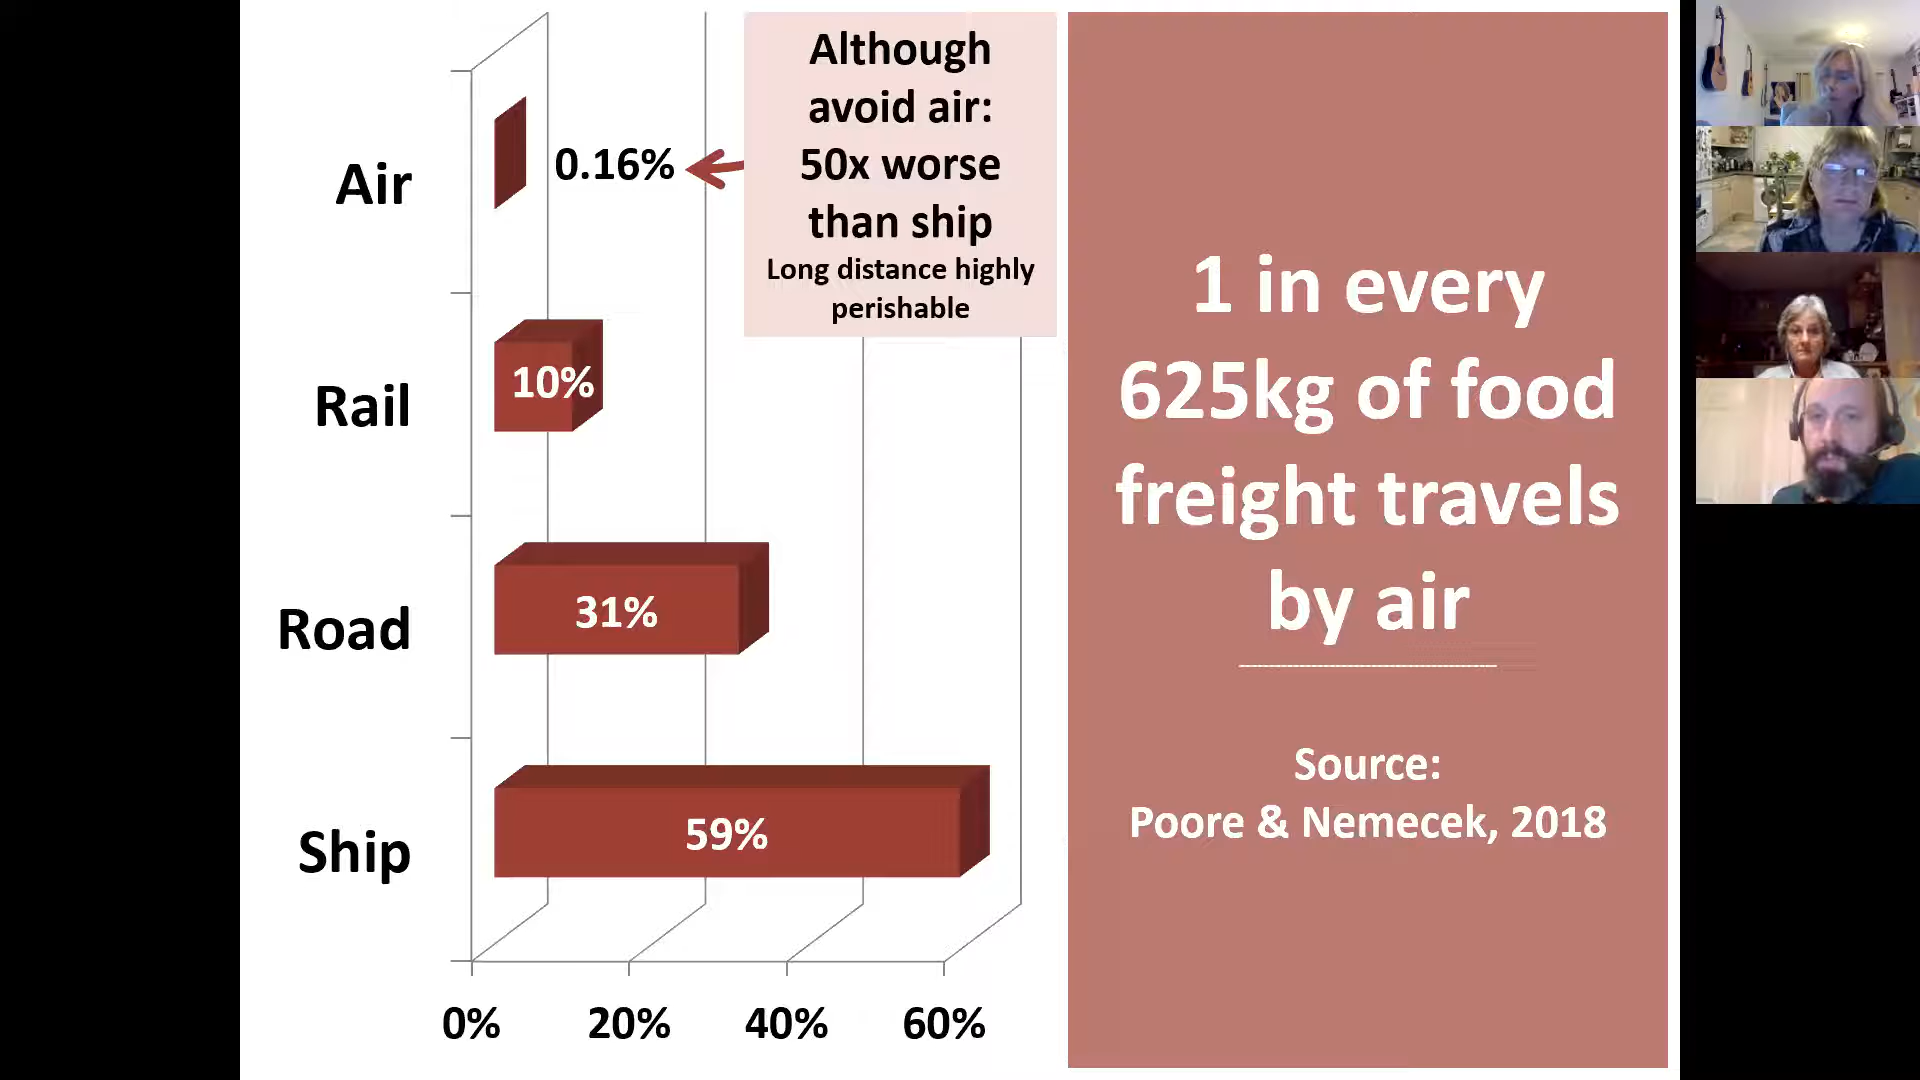 Although
avoid air:
50x worse
than ship
Long distance highly
perishable
Air
0.16%
Rail
10%
Road
31%
Ship
59%
0%
20%
40%
60%
1 in every
625kg of food
freight travels
by air
Source:
Poore & Nemecek, 2018